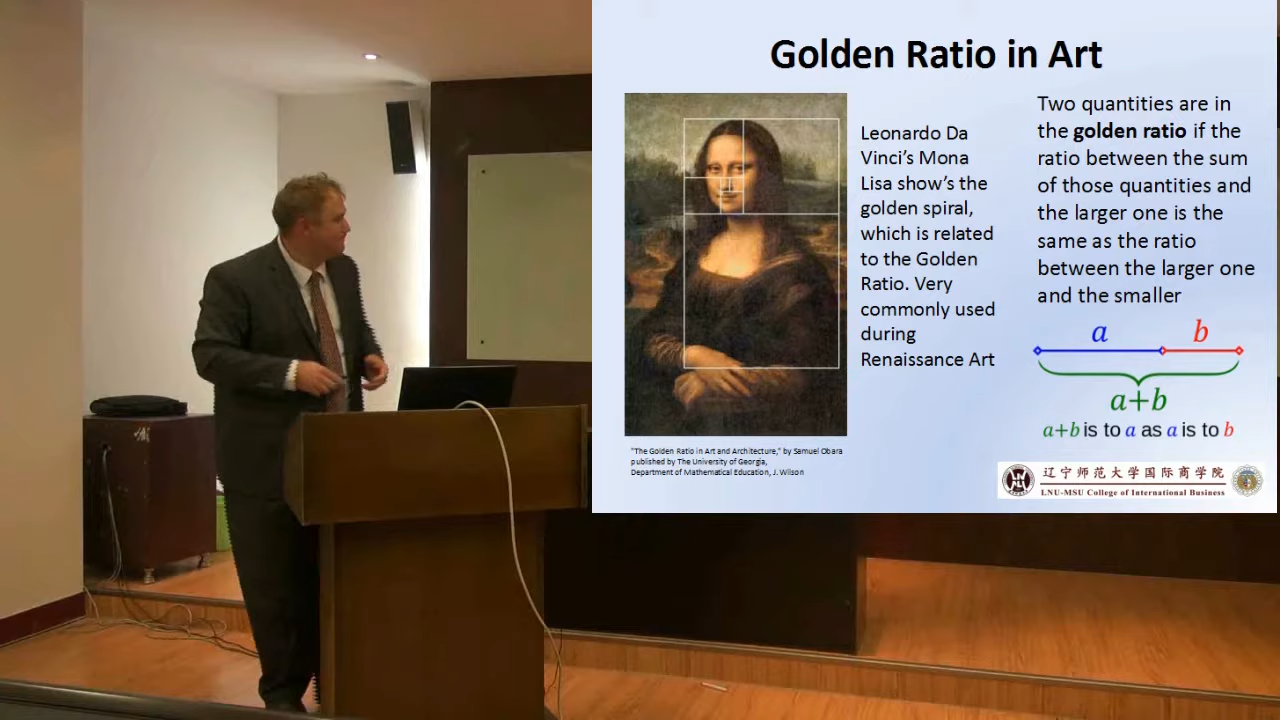 Golden Ratio in Art
Leonardo Da
Vinci's Mona
Lisa show's the
golden spiral,
which is related
to the Golden
Ratio. Very
commonly used
during
Renaissance Art
"The Golden Ratio in Art and Architecture," by Samuel Obara
published by The University of Georgia,
Department of Mathematical Education, J. Wilson
Two quantities are in
the golden ratio if the
ratio between the sum
of those quantities and
the larger one is the
same as the ratio
between the larger one
and the smaller
a b
a+b
a+b is to a as a is to b
辽宁师范大学国际商学院
LNU-MSU College of International Business